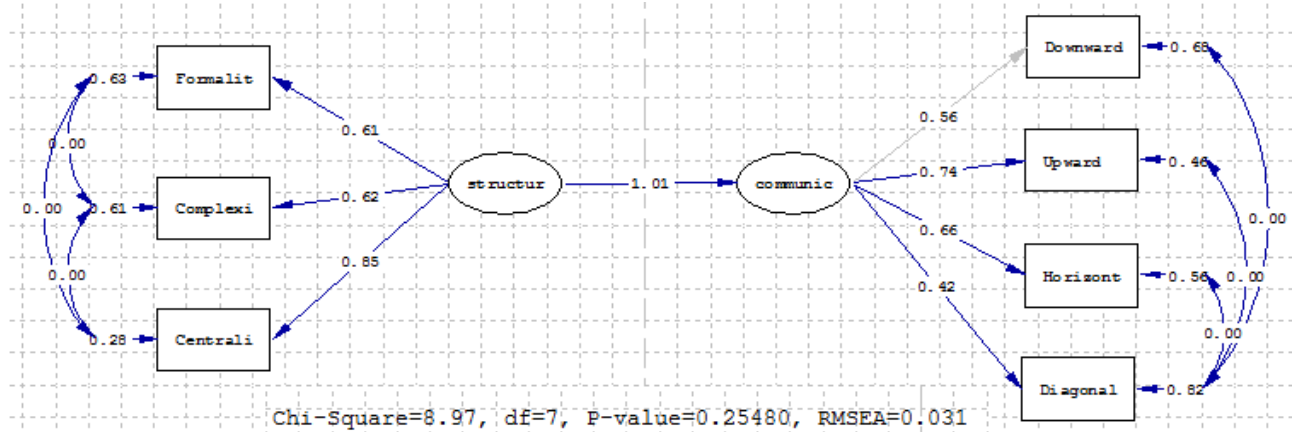 Downward
0.68
0.63
Formalit
0.56
0.61
0.00
Upward
0.46
0.74
structur
1.01
communic
0.62
0.00
0.61
Complexi
0.00
0.66
0.85
0.00
Horizont
0.56
0.00
0.42
0.00
0.28
Centrali
Diagonal
0.82
Chi-Square=8.97, df=7, P-value=0.25480, RMSEA=0.031